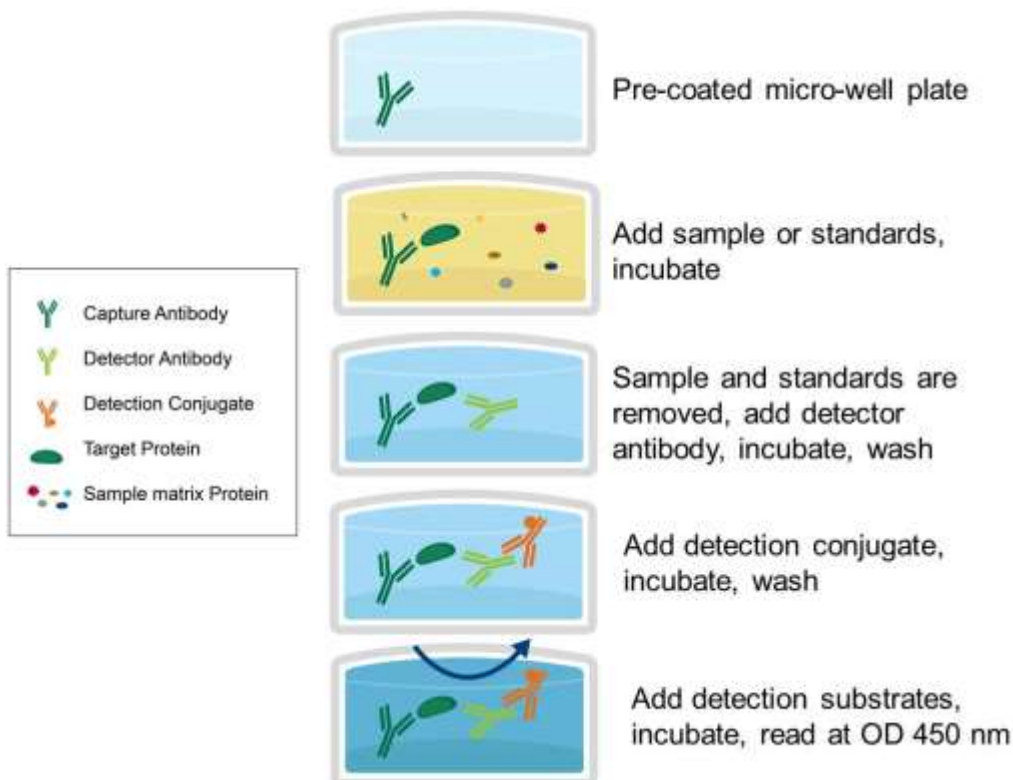 Pre-coated micro-well plate
Add sample or standards,
incubate
Capture Antibody
Detector Antibody
Detection Conjugate
Target Protein
Sample matrix Protein
Sample and standards are
removed, add detector
antibody, incubate, wash
Add detection conjugate,
incubate, wash
Add detection substrates,
incubate, read at OD 450 nm